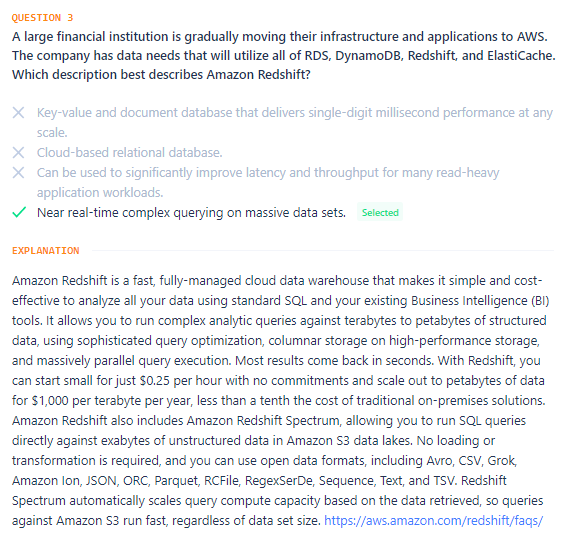 QUESTION 3
A large financial institution is gradually moving their infrastructure and applications to AWS.
The company has data needs that will utilize all of RDS, DynamoDB, Redshift, and ElastiCache.
Which description best describes Amazon Redshift?
Key-value and document database that delivers single-digit millisecond performance at any
scale.
Cloud-based relational database.
Can be used to significantly improve latency and throughput for many read-heavy
application workloads.
Near real-time complex querying on massive data sets. Selected
EXPLANATION
Amazon Redshift is a fast, fully-managed cloud data warehouse that makes it simple and cost-
effective to analyze all your data using standard SQL and your existing Business Intelligence (BI)
tools. It allows you to run complex analytic queries against terabytes to petabytes of structured
data, using sophisticated query optimization, columnar storage on high-performance storage,
and massively parallel query execution. Most results come back in seconds. With Redshift, you
can start small for just $0.25 per hour with no commitments and scale out to petabytes of data
for $1,000 per terabyte per year, less than a tenth the cost of traditional on-premises solutions.
Amazon Redshift also includes Amazon Redshift Spectrum, allowing you to run SQL queries
directly against exabytes of unstructured data in Amazon S3 data lakes. No loading or
transformation is required, and you can use open data formats, including Avro, CSV, Grok,
Amazon Ion, JSON, ORC, Parquet, RCFile, RegexSerDe, Sequence, Text, and TSV. Redshift
Spectrum automatically scales query compute capacity based on the data retrieved, so queries
against Amazon S3 run fast, regardless of data set size. https://aws.amazon.com/redshift/faqs/